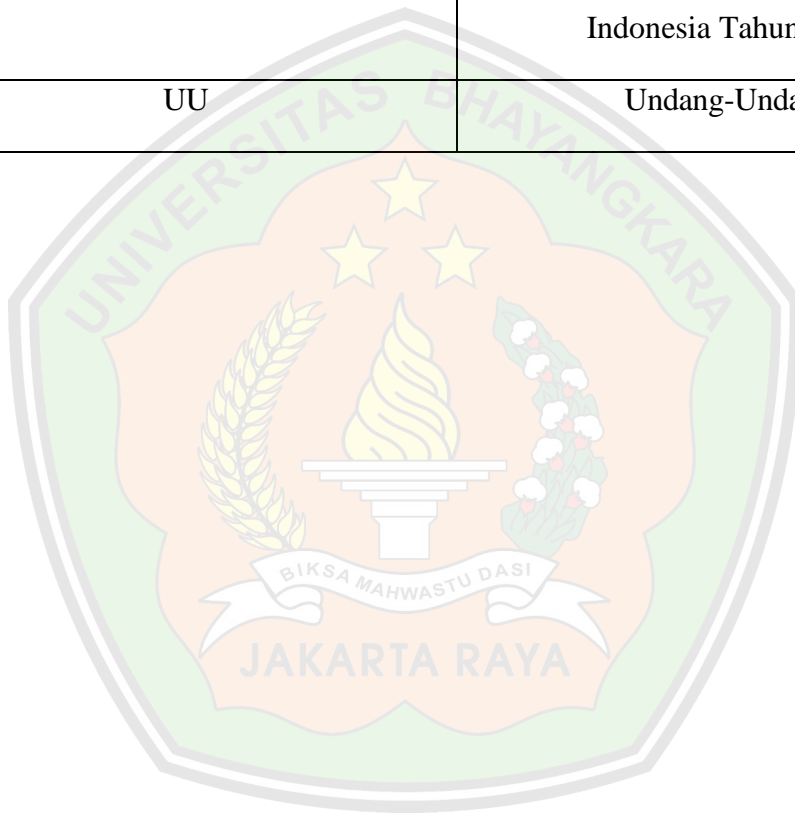 Indonesia Tahun
UU Undang-Unda
UNIVERSITAS BHAYANGKARA
BIKSA MAHWASTU DASI
JAKARTA RAYA